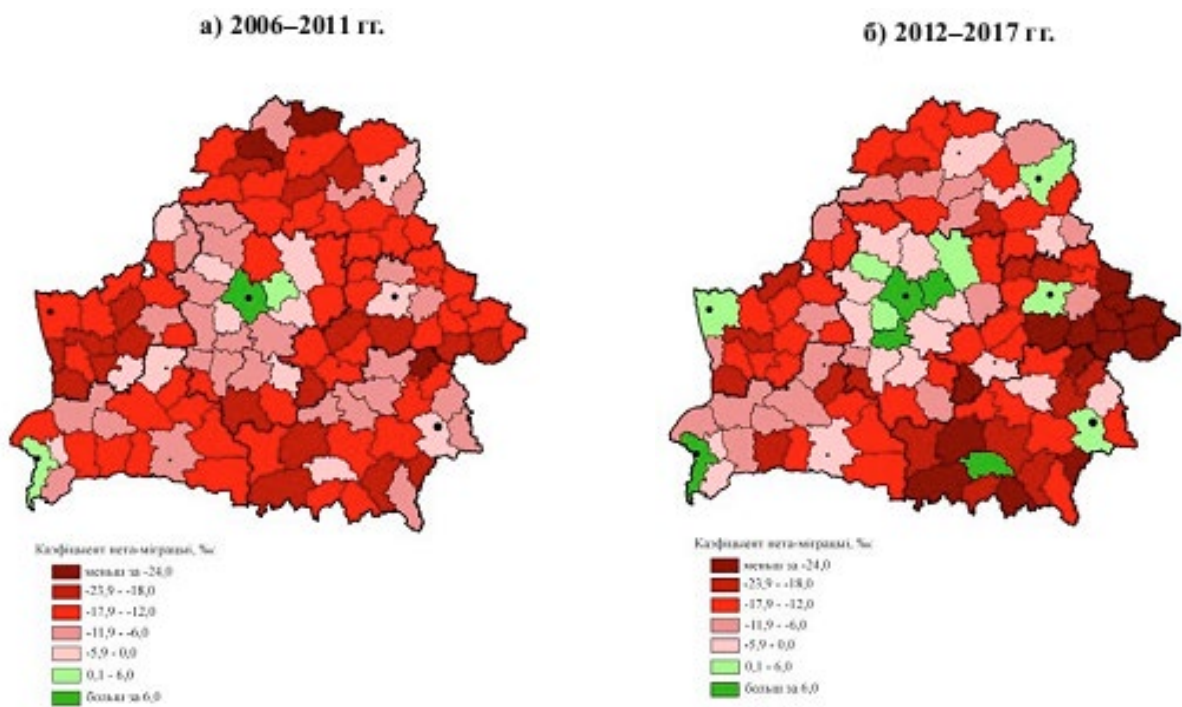 а) 2006–2011 гг.
б) 2012–2017 гг.
Каэфіцыент нета-міграцыі, ‰:
меньш за -24,0
-23,9 - -18,0
-17,9 - -12,0
-11,9 - -6,0
-5,9 - 0,0
0,1 - 6,0
больш за 6,0
Каэфіцыент нета-міграцыі, ‰:
меньш за -24,0
-23,9 - -18,0
-17,9 - -12,0
-11,9 - -6,0
-5,9 - 0,0
0,1 - 6,0
больш за 6,0